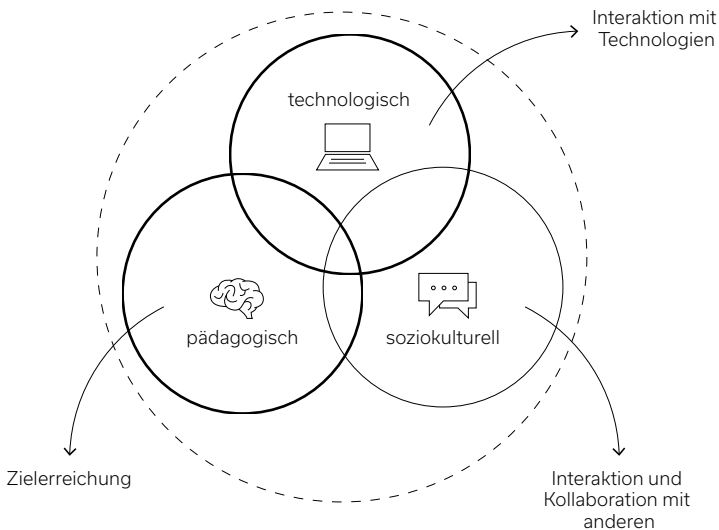 Interaktion mit
Technologien
technologisch
pädagogisch
soziokulturell
Zielerreichung
Interaktion und
Kollaboration mit
anderen